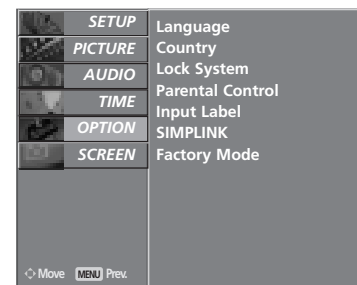 SETUP
PICTURE
AUDIO
TIME
OPTION
SCREEN
Move MENU Prev.
Language
Country
Lock System
Parental Control
Input Label
SIMPLINK
Factory Mode